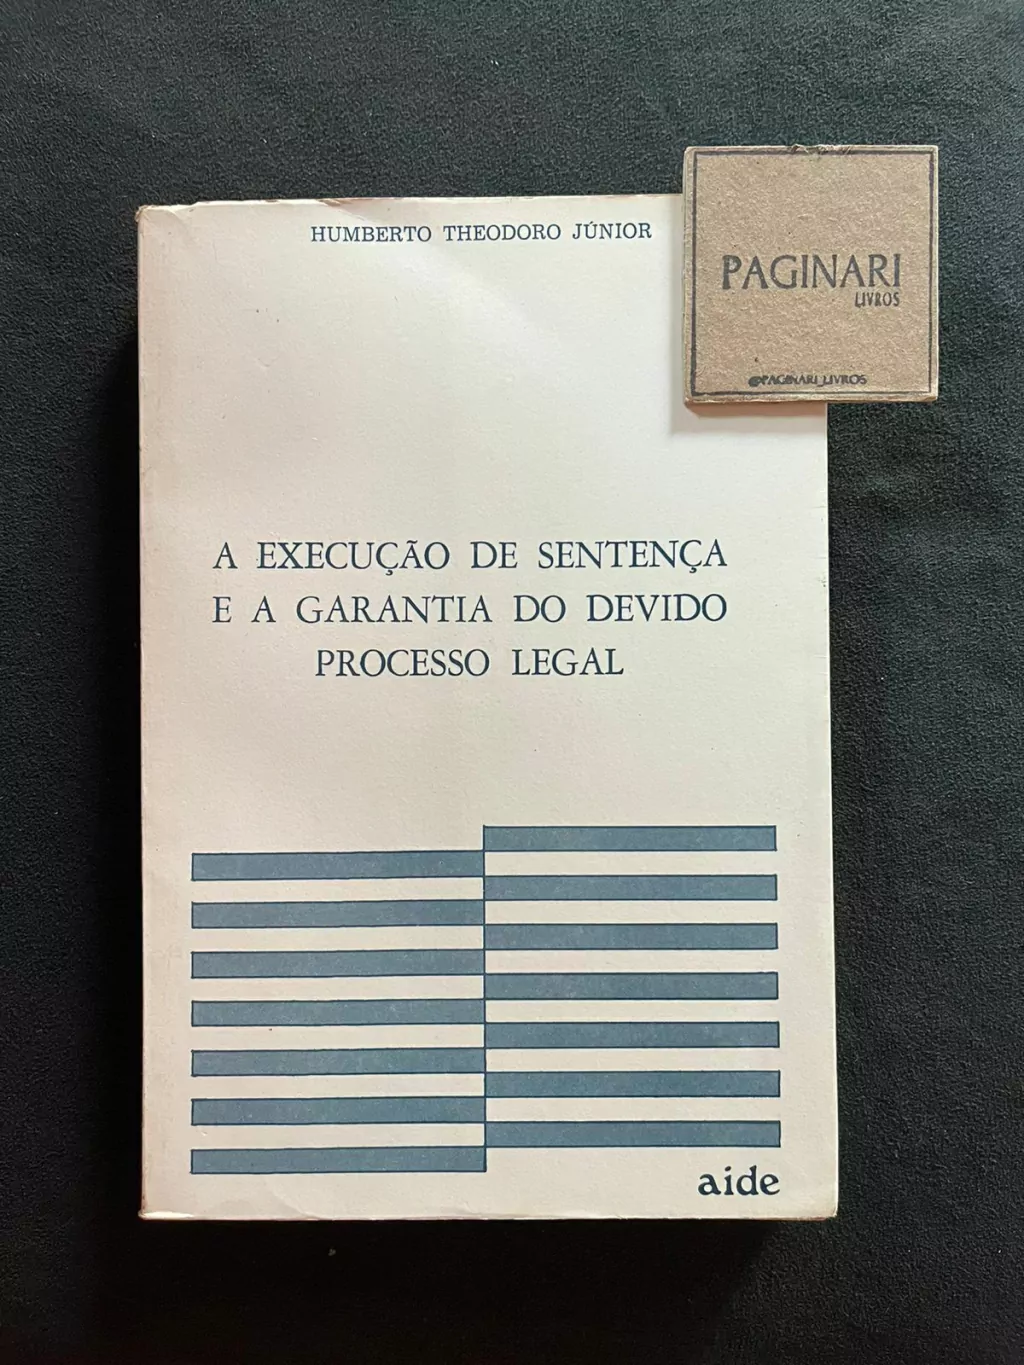 HUMBERTO THEODORO JÚNIOR
PAGINARI
LIVROS
@PAGINARI_LIVROS
A EXECUÇÃO DE SENTENÇA
E A GARANTIA DO DEVIDO
PROCESSO LEGAL
aide